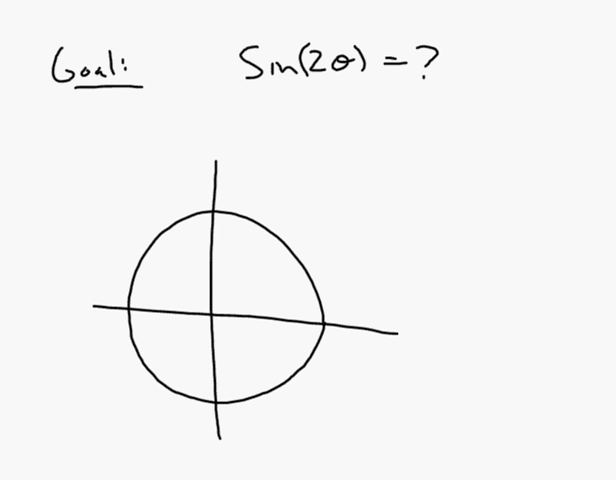 Goal: Sin(2θ) = ?